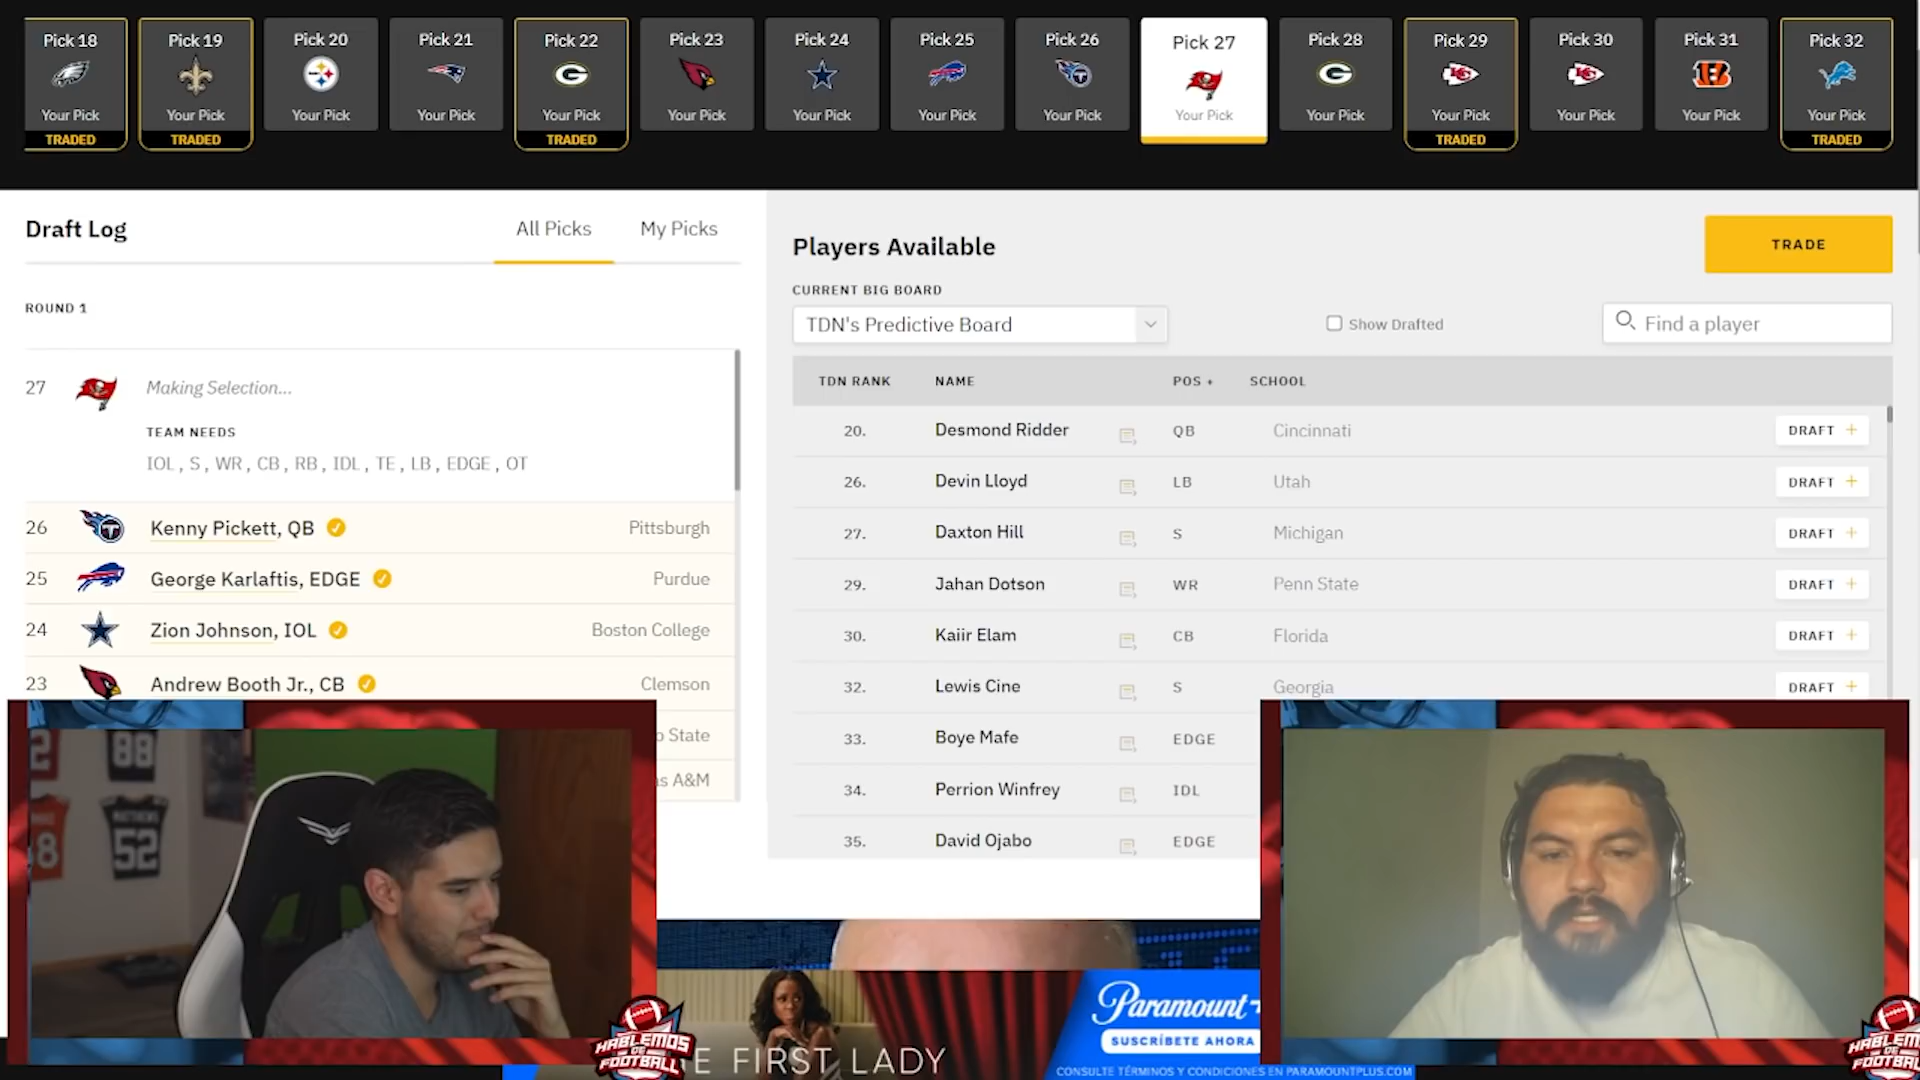 Pick 18 Pick 19 Pick 20 Pick 21 Pick 22 Pick 23 Pick 24 Pick 25 Pick 26 Pick 27 Pick 28 Pick 29 Pick 30 Pick 31 Pick 32
Your Pick Your Pick Your Pick Your Pick Your Pick Your Pick Your Pick Your Pick Your Pick Your Pick Your Pick Your Pick Your Pick Your Pick Your Pick
TRADED TRADED TRADED TRADED TRADED
Draft Log All Picks My Picks
ROUND 1
27 Making Selection...
TEAM NEEDS
IOL , S , WR , CB , RB , IDL , TE , LB , EDGE , OT
26 Kenny Pickett, QB Pittsburgh
25 George Karlaftis, EDGE Purdue
24 Zion Johnson, IOL Boston College
23 Andrew Booth Jr., CB Clemson
State
A&M
Players Available
TRADE
CURRENT BIG BOARD
TDN's Predictive Board
Show Drafted
Find a player
TDN RANK NAME POS + SCHOOL
20. Desmond Ridder QB Cincinnati DRAFT +
26. Devin Lloyd LB Utah DRAFT +
27. Daxton Hill S Michigan DRAFT +
29. Jahan Dotson WR Penn State DRAFT +
30. Kaiir Elam CB Florida DRAFT +
32. Lewis Cine S Georgia DRAFT +
33. Boye Mafe EDGE
34. Perrion Winfrey IDL
35. David Ojabo EDGE
88
52
HABLEMOS
DE
FOOTBALL
E FIRST LADY
Paramount+
SUSCRÍBETE AHORA
CONSULTE TÉRMINOS Y CONDICIONES EN PARAMOUNTPLUS.COM
HABLEM
DE
FOOTBA